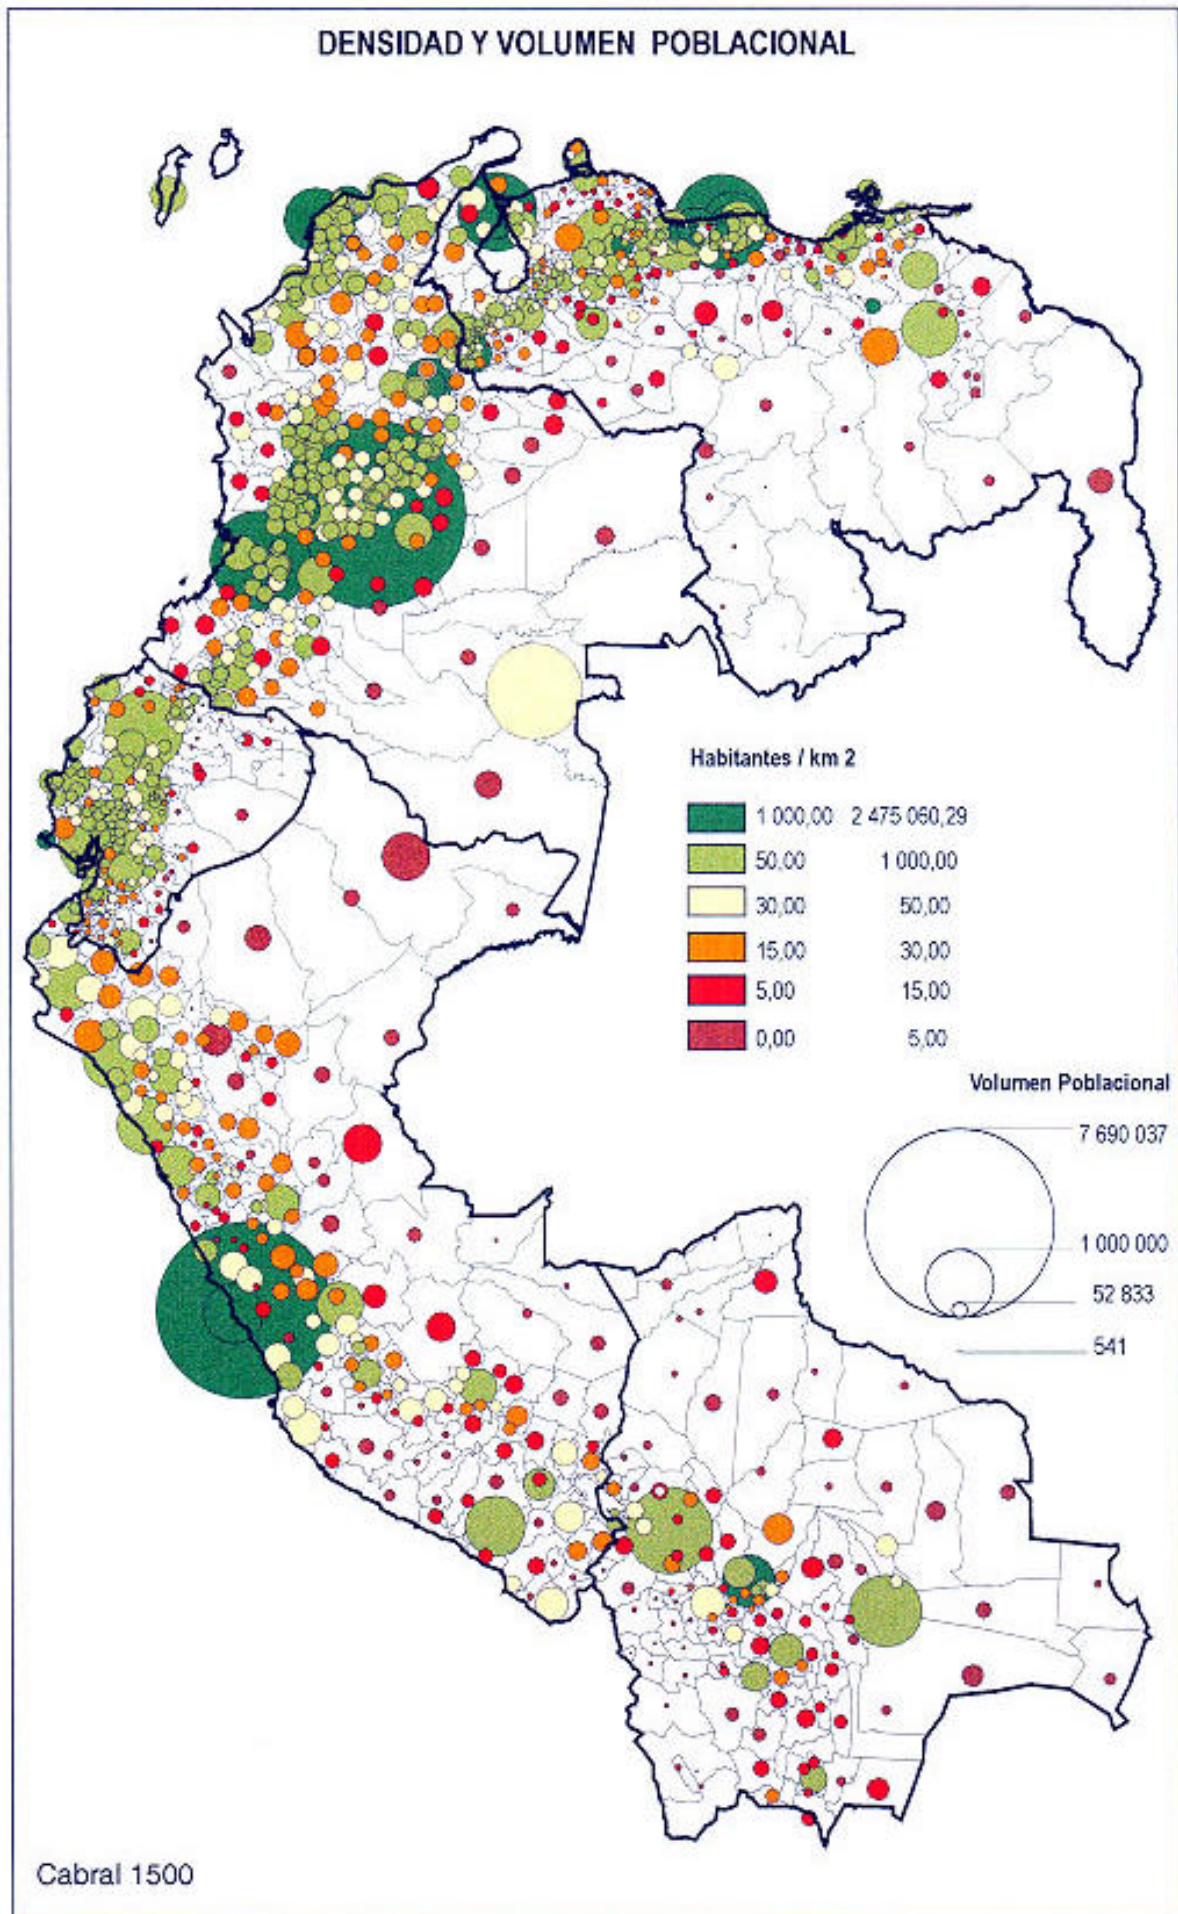 DENSIDAD Y VOLUMEN POBLACIONAL
Habitantes / km 2
1 000,00 2 475 060,29
50,00 1 000,00
30,00 50,00
15,00 30,00
5,00 15,00
0,00 5,00
Volumen Poblacional
7 690 037
1 000 000
52 833
541
Cabral 1500